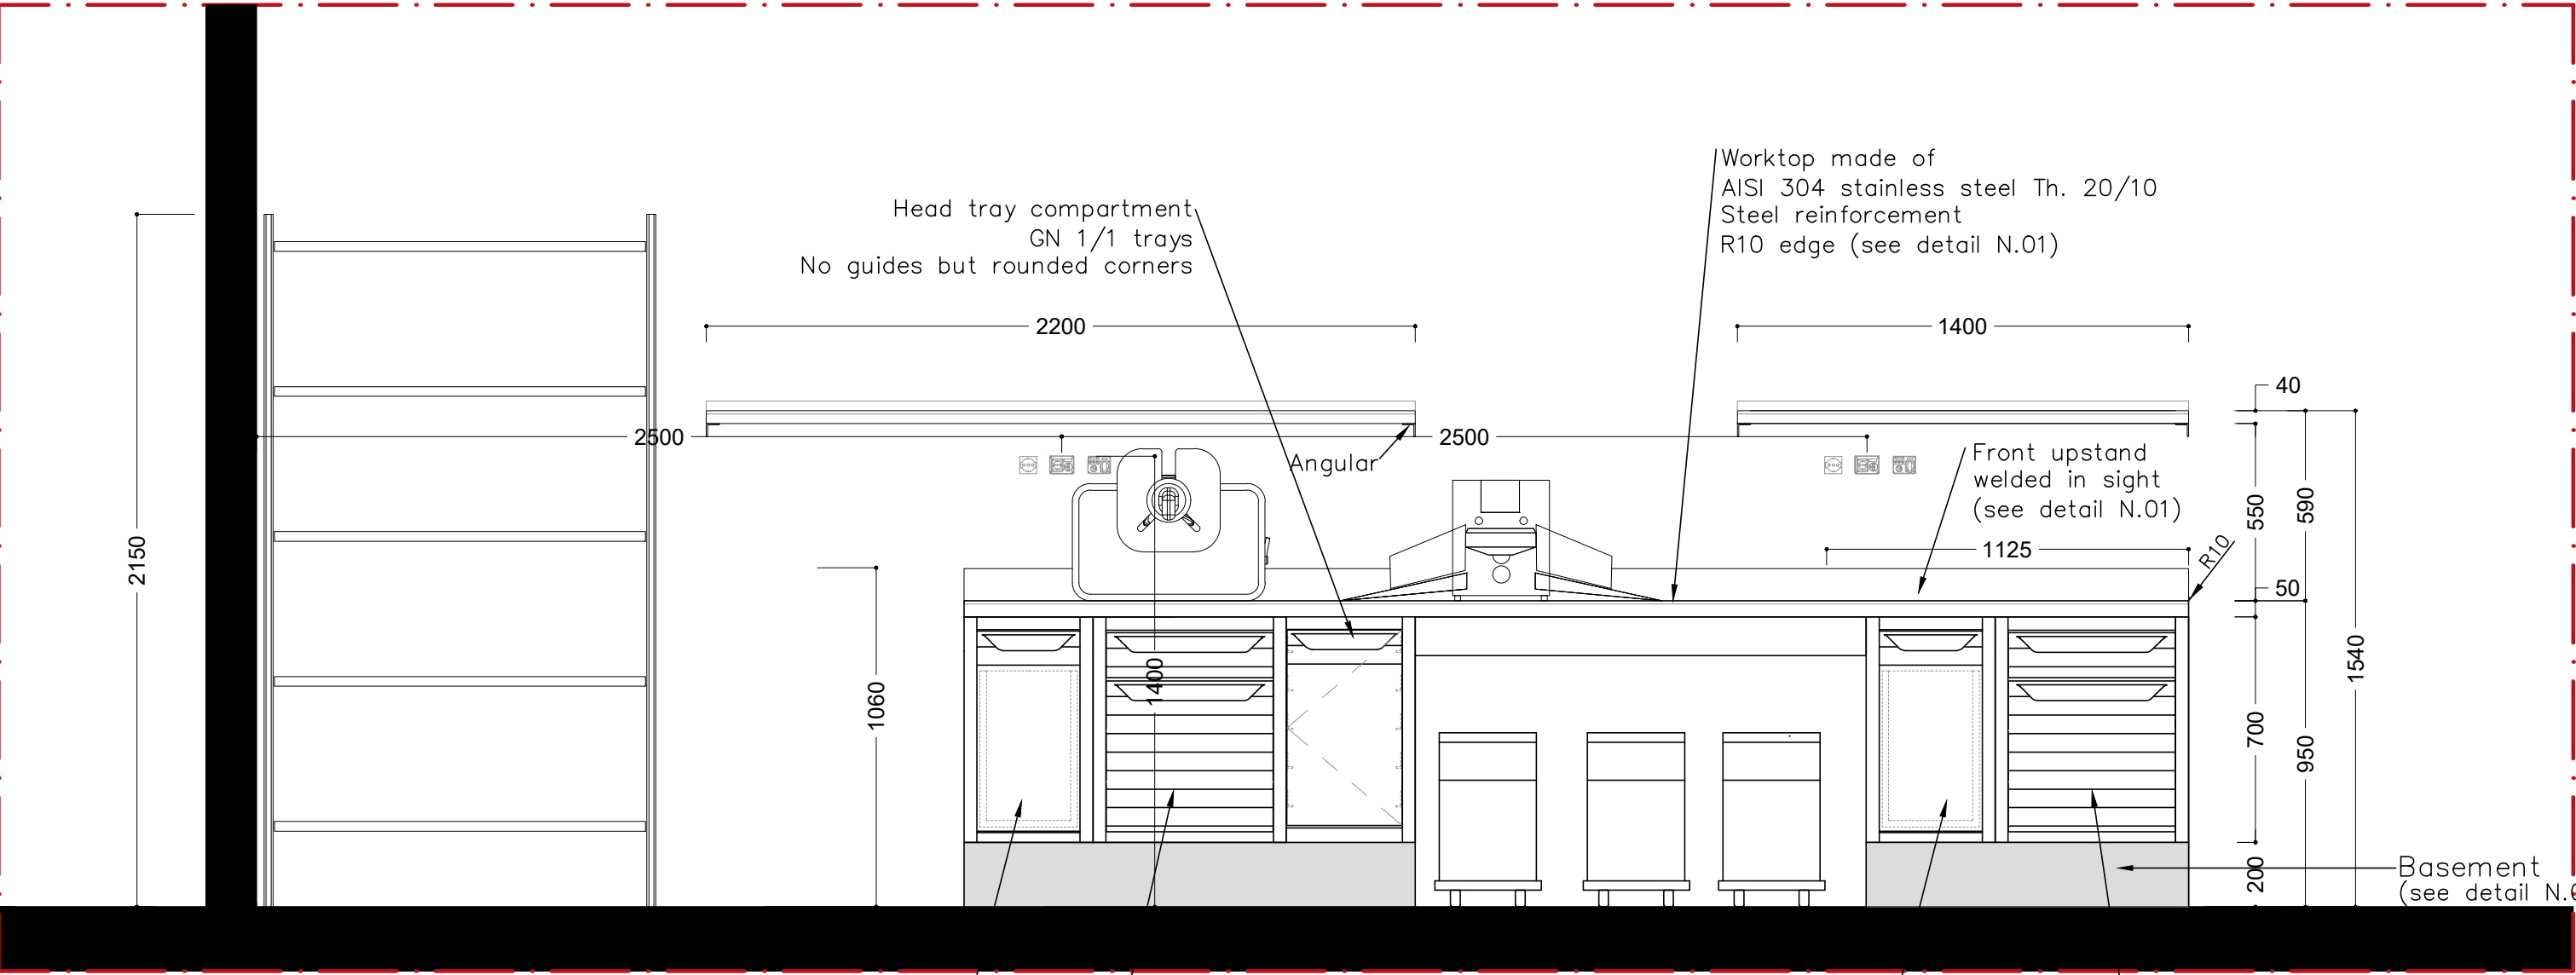 Worktop made of
AISI 304 stainless steel Th. 20/10
Steel reinforcement
R10 edge (see detail N.01)
Head tray compartment
GN 1/1 trays
No guides but rounded corners
2200
1400
40
2500
2500
Angular
Front upstand
welded in sight
(see detail N.01)
550
590
2150
1125
R10
50
1060
1400
1540
700
950
200
Basement
(see detail